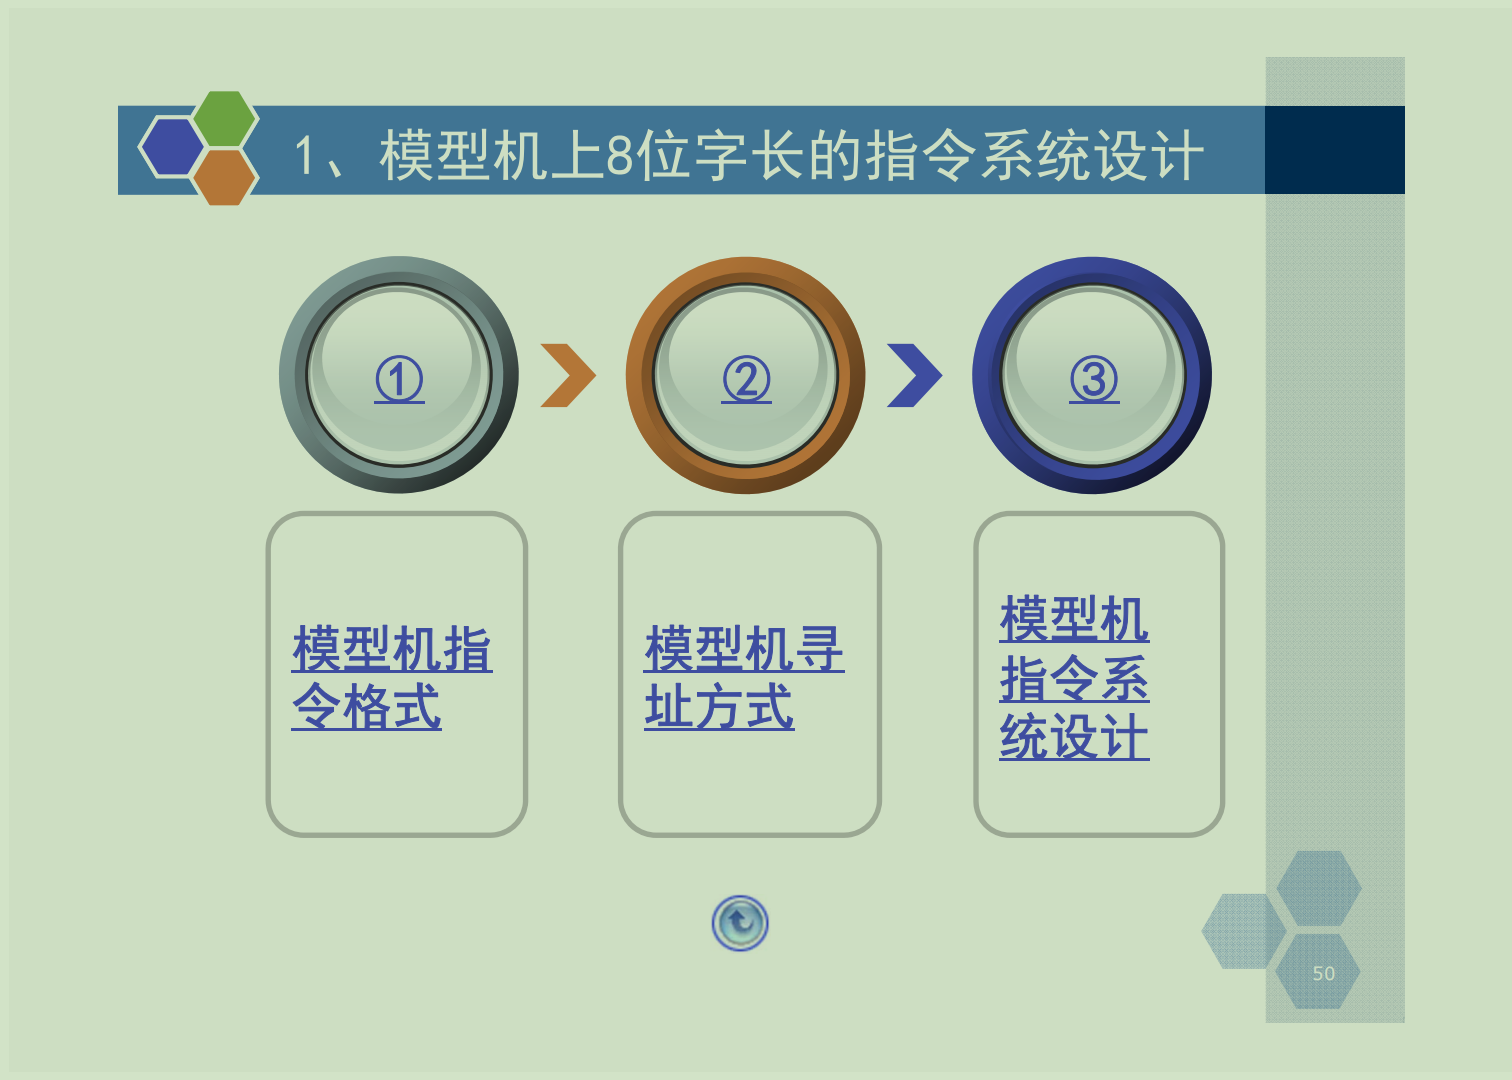 1、模型机上8位字长的指令系统设计
①
②
③
模型机指
令格式
模型机寻
址方式
模型机
指令系
统设计
50